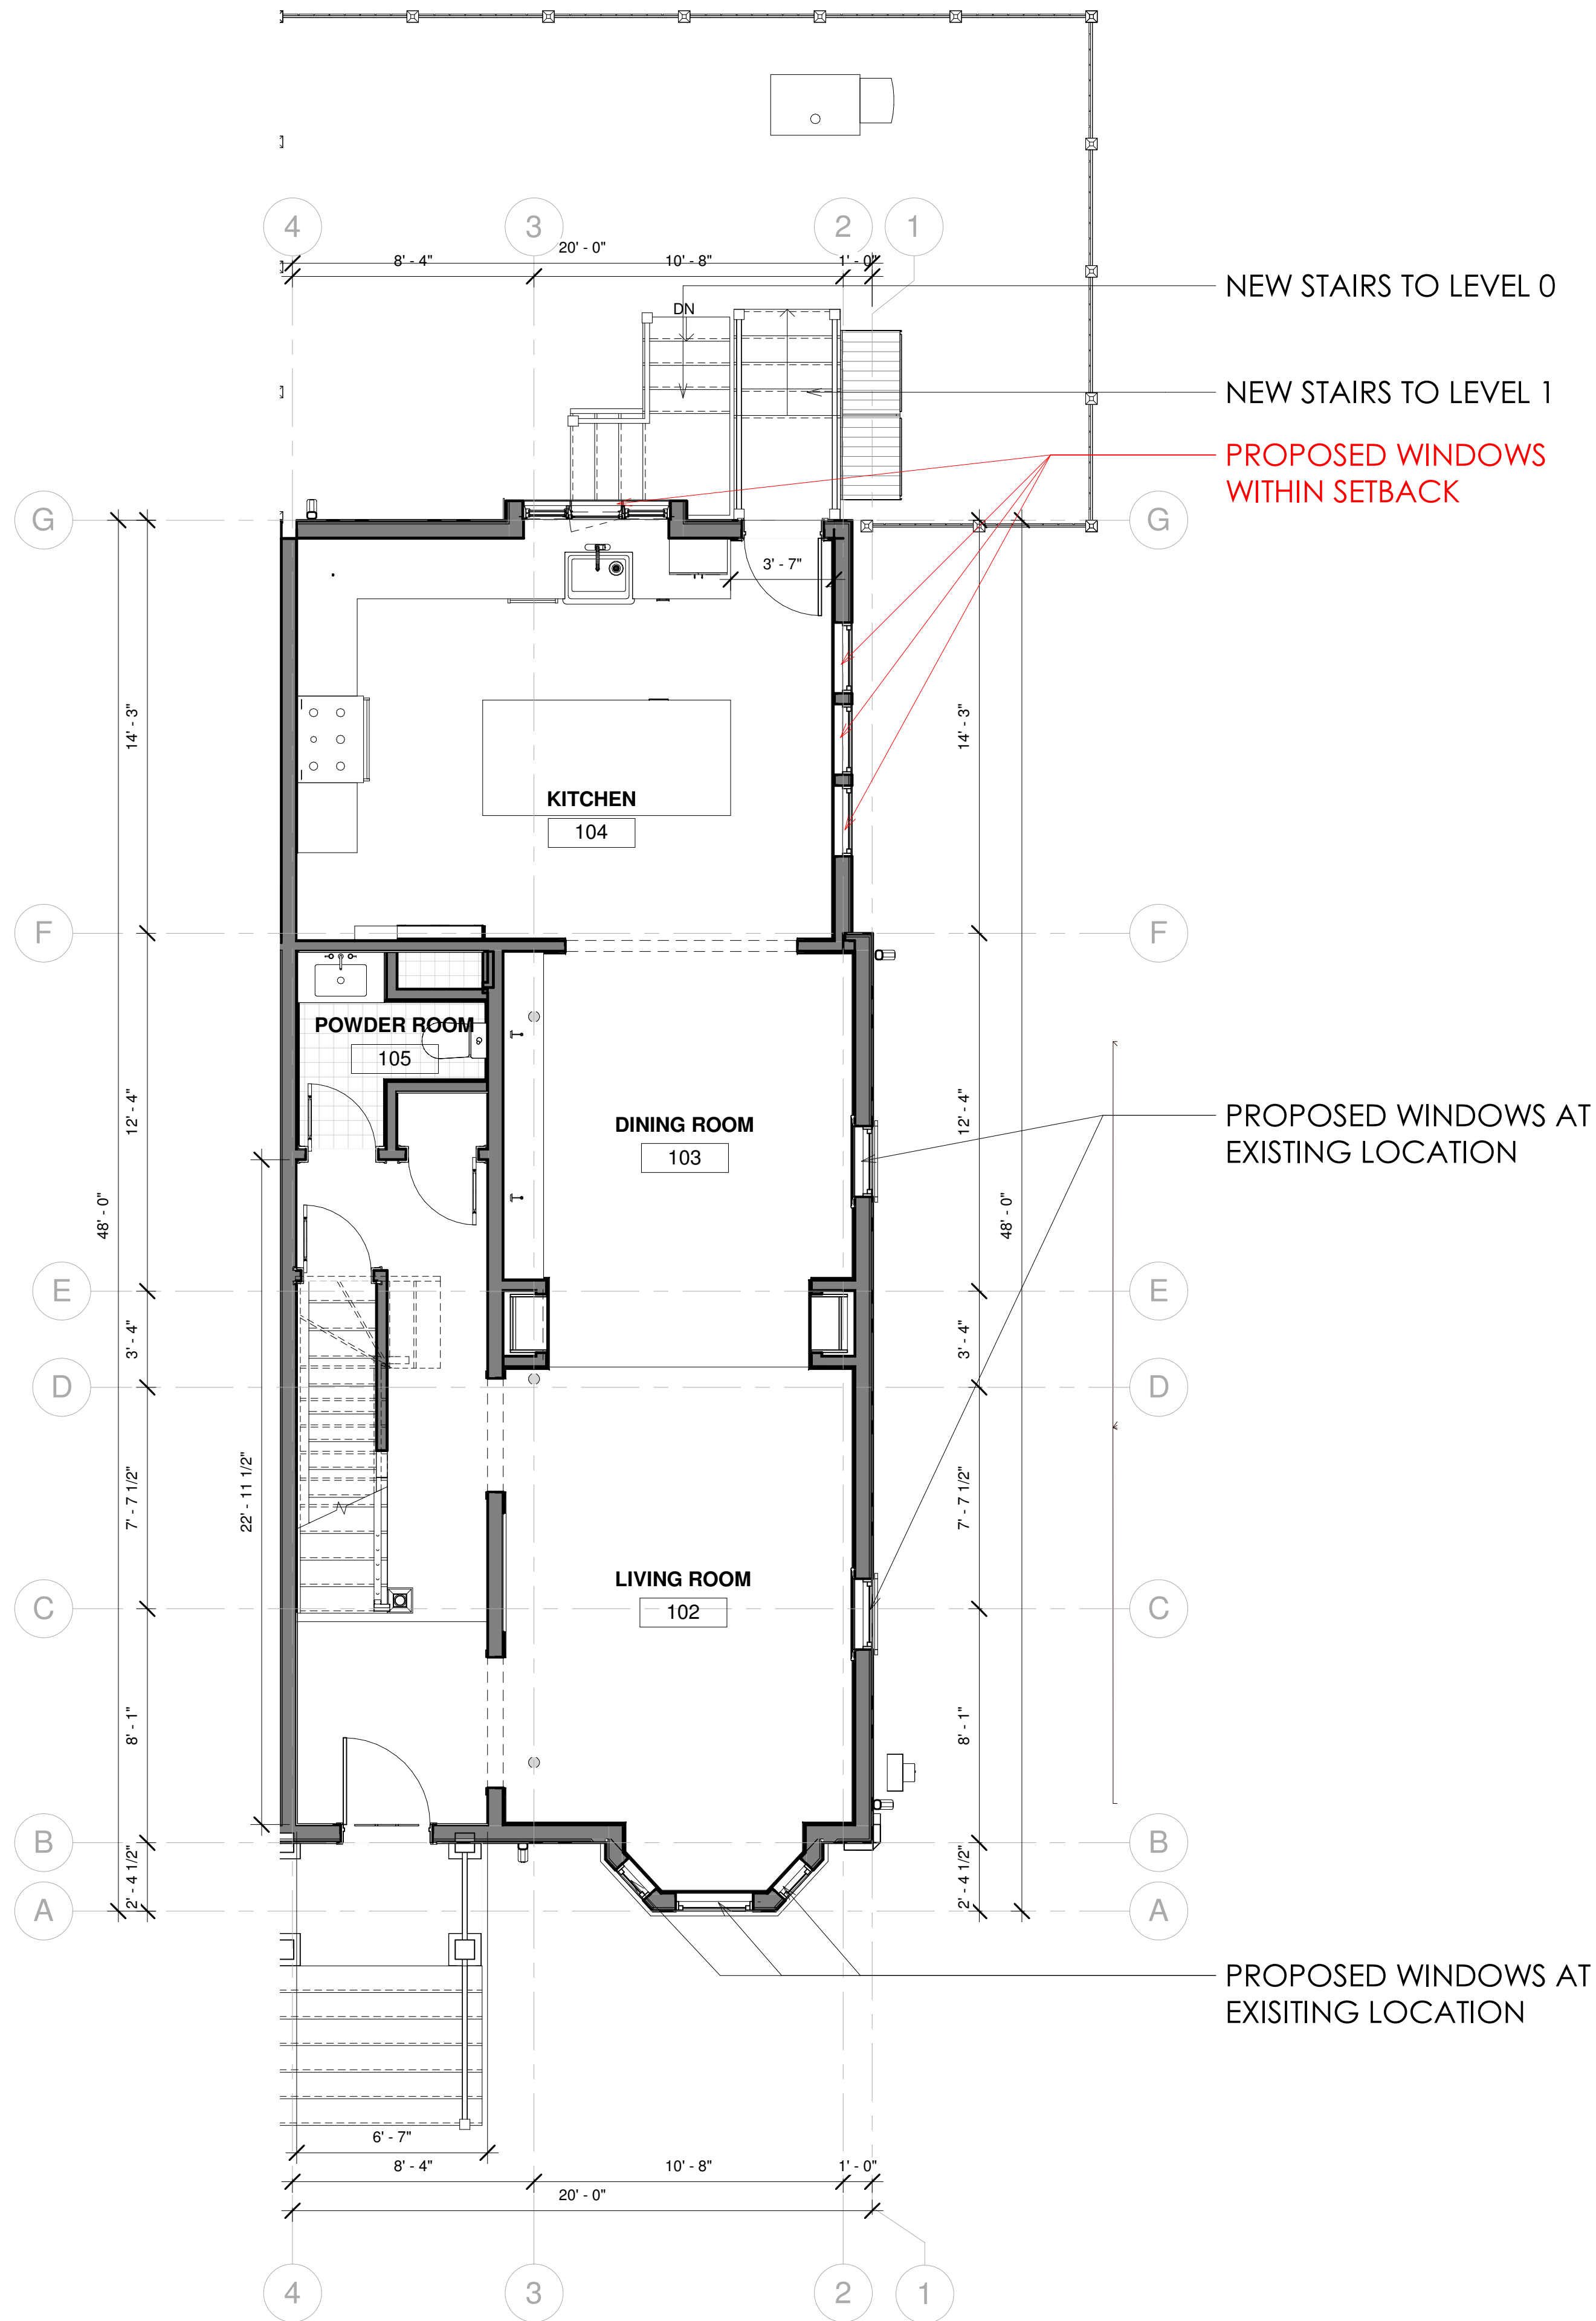 4
3
2
1
20' - 0"
8' - 4"
10' - 8"
1' - 0"
NEW STAIRS TO LEVEL 0
DN
NEW STAIRS TO LEVEL 1
PROPOSED WINDOWS
WITHIN SETBACK
G
G
3' - 7"
14' - 3"
14' - 3"
KITCHEN
104
F
F
POWDER ROOM
105
12' - 4"
12' - 4"
DINING ROOM
103
PROPOSED WINDOWS AT
EXISTING LOCATION
48' - 0"
48' - 0"
E
E
3' - 4"
3' - 4"
D
D
22' - 11 1/2"
7' - 7 1/2"
7' - 7 1/2"
LIVING ROOM
102
C
C
8' - 1"
8' - 1"
B
B
2' - 4 1/2"
2' - 4 1/2"
A
A
PROPOSED WINDOWS AT
EXISITING LOCATION
6' - 7"
8' - 4"
10' - 8"
1' - 0"
20' - 0"
4
3
2
1